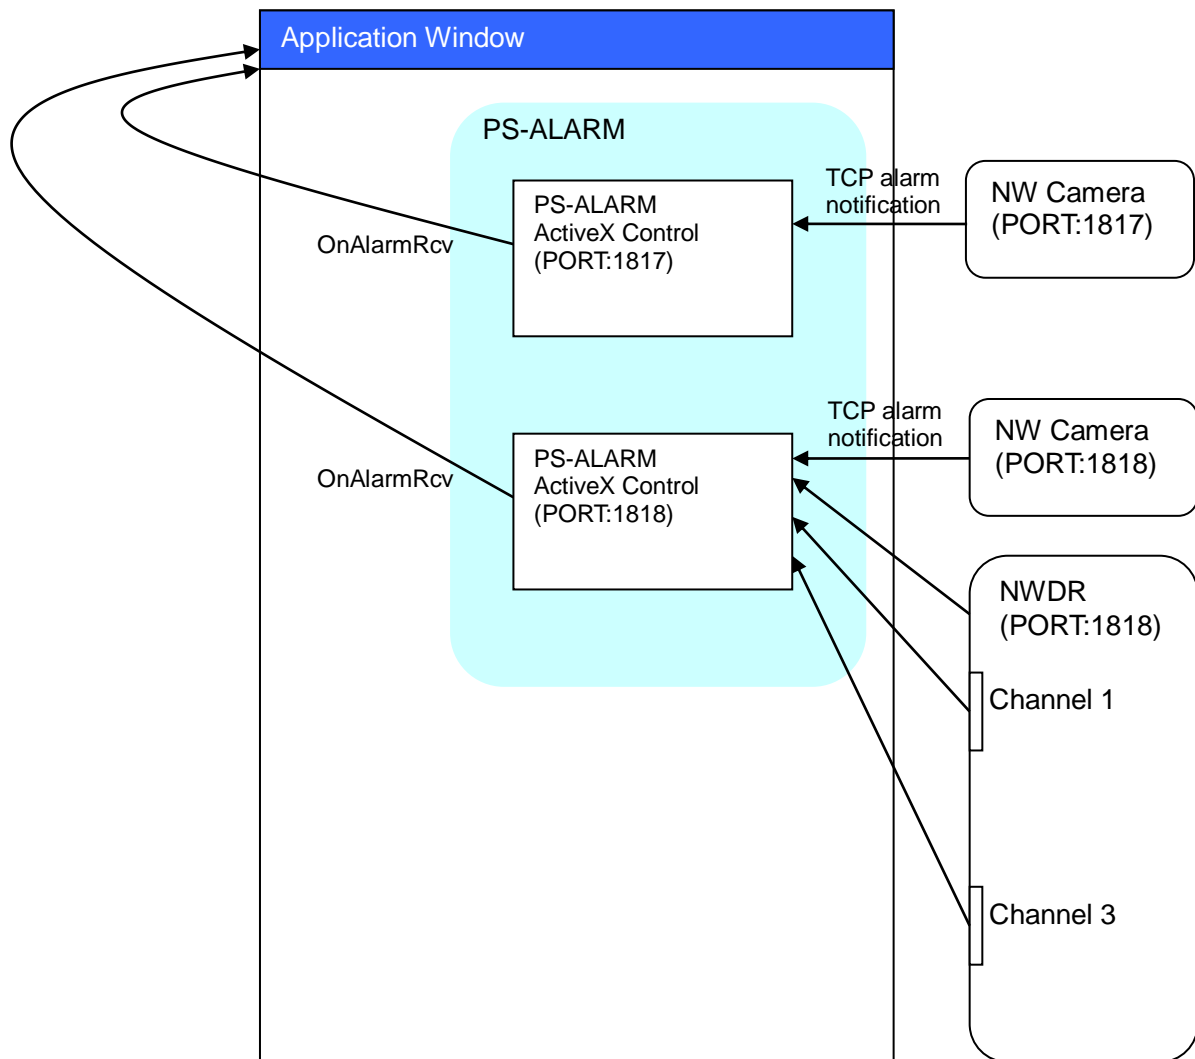 Application Window
PS-ALARM
PS-ALARM
ActiveX Control
(PORT:1817)
OnAlarmRcv
TCP alarm
notification
NW Camera
(PORT:1817)
PS-ALARM
ActiveX Control
(PORT:1818)
OnAlarmRcv
TCP alarm
notification
NW Camera
(PORT:1818)
NWDR
(PORT:1818)
Channel 1
Channel 3